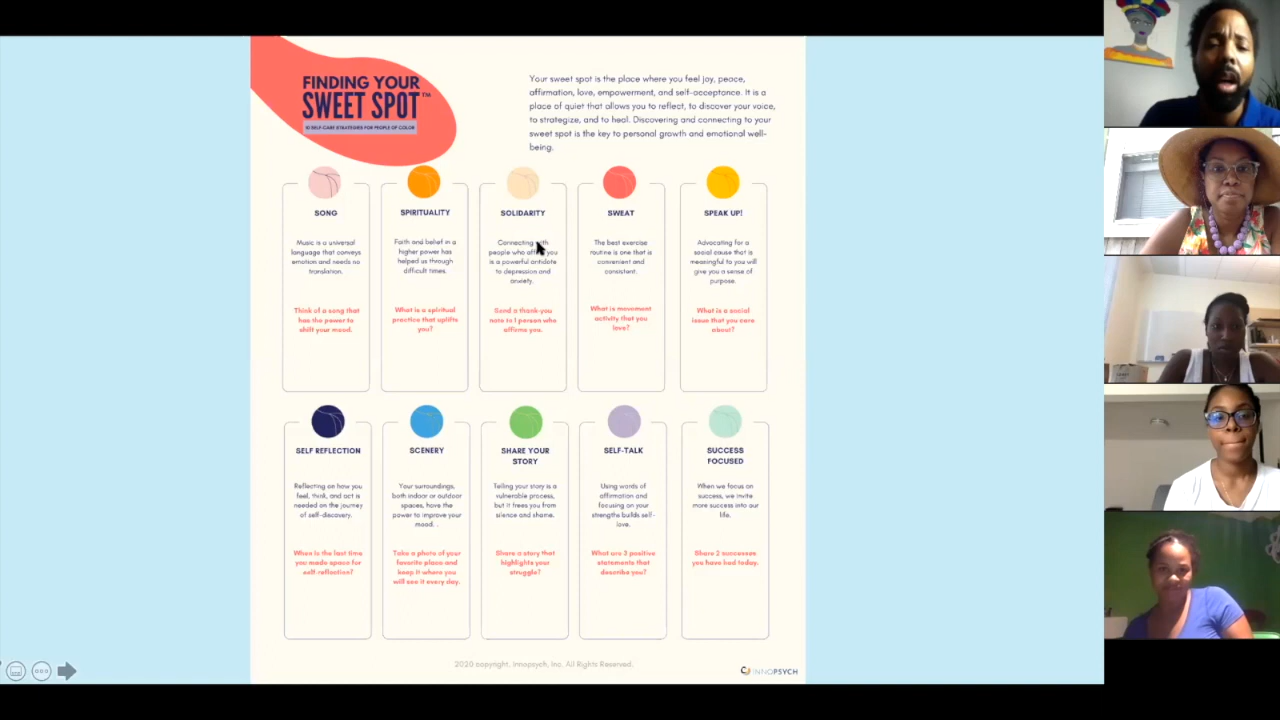 FINDING YOUR
SWEET SPOT™
10 SELF-CARE STRATEGIES FOR PEOPLE OF COLOR
Your sweet spot is the place where you feel joy, peace,
affirmation, love, empowerment, and self-acceptance. It is a
place of quiet that allows you to reflect, to discover your voice,
to strategize, and to heal. Discovering and connecting to your
sweet spot is the key to personal growth and emotional well-
being.
SONG
Music is a universal
language that conveys
emotion and needs no
translation.
Think of a song that
has the power to
shift your mood.
SPIRITUALITY
Faith and belief in a
higher power has
helped us through
difficult times.
What is a spiritual
practice that uplifts
you?
SOLIDARITY
Connecting with
people who affirm you
is a powerful antidote
to depression and
anxiety.
Send a thank-you
note to 1 person who
affirms you.
SWEAT
The best exercise
routine is one that is
convenient and
consistent.
What is movement
activity that you
love?
SPEAK UP!
Advocating for a
social cause that is
meaningful to you will
give you a sense of
purpose.
What is a social
issue that you care
about?
SELF REFLECTION
Reflecting on how you
feel, think, and act is
needed on the journey
of self-discovery.
When is the last time
you made space for
self-reflection?
SCENERY
Your surroundings,
both indoor or outdoor
spaces, have the
power to improve your
mood. .
Take a photo of your
favorite place and
keep it where you
will see it every day.
SHARE YOUR
STORY
Telling your story is a
vulnerable process,
but it frees you from
silence and shame.
Share a story that
highlights your
struggle?
SELF-TALK
Using words of
affirmation and
focusing on your
strengths builds self-
love.
What are 3 positive
statements that
describe you?
SUCCESS
FOCUSED
When we focus on
success, we invite
more success into our
life.
Share 2 successes
you have had today.
2020 copyright, Innopsych, Inc. All Rights Reserved.
INNOPSYCH